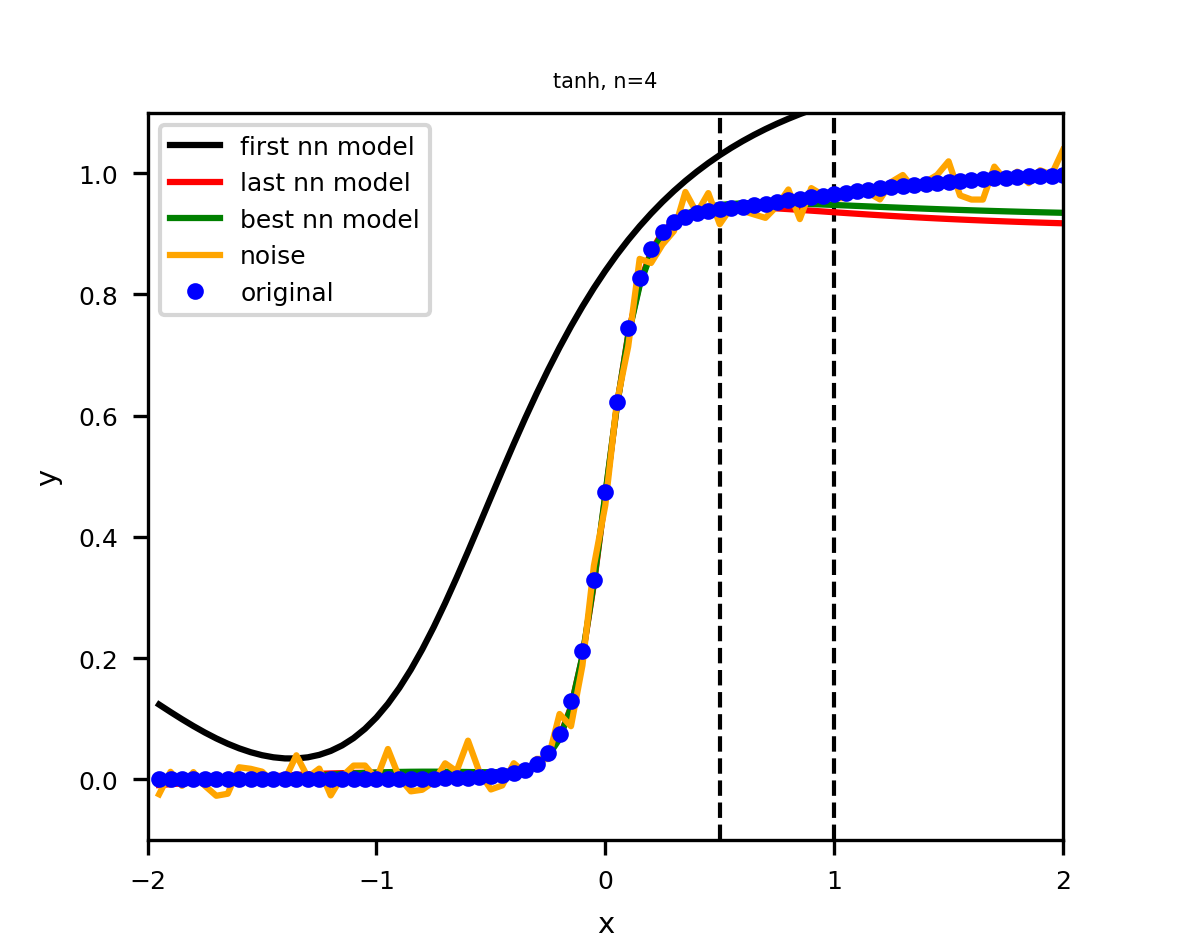 tanh, n=4
first nn model
last nn model
best nn model
noise
original
1.0
0.8
0.6
0.4
0.2
0.0
y
−2
−1
0
1
2
x